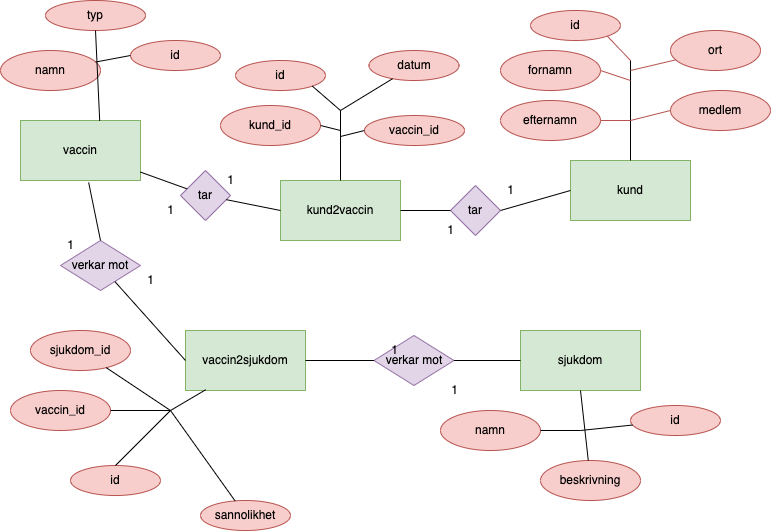 typ
id
namn
vaccin
id
datum
kund_id
vaccin_id
id
ort
fornamn
medlem
efternamn
tar
1
1
kund2vaccin
tar
1
1
kund
1
verkar mot
1
sjukdom_id
vaccin2sjukdom
1
verkar mot
1
sjukdom
vaccin_id
id
sannolikhet
namn
id
beskrivning